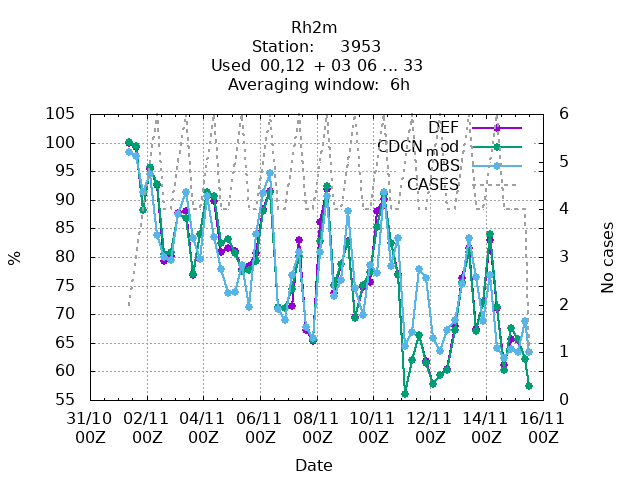 Rh2m
Station: 3953
Used 00,12 + 03 06 ... 33
Averaging window: 6h
105
100
95
90
85
80
75
70
65
60
55
%
6
5
4
3
2
1
0
No cases
DEF
CDCN_mod
OBS
CASES
31/10 00Z
02/11 00Z
04/11 00Z
06/11 00Z
08/11 00Z
10/11 00Z
12/11 00Z
14/11 00Z
16/11 00Z
Date